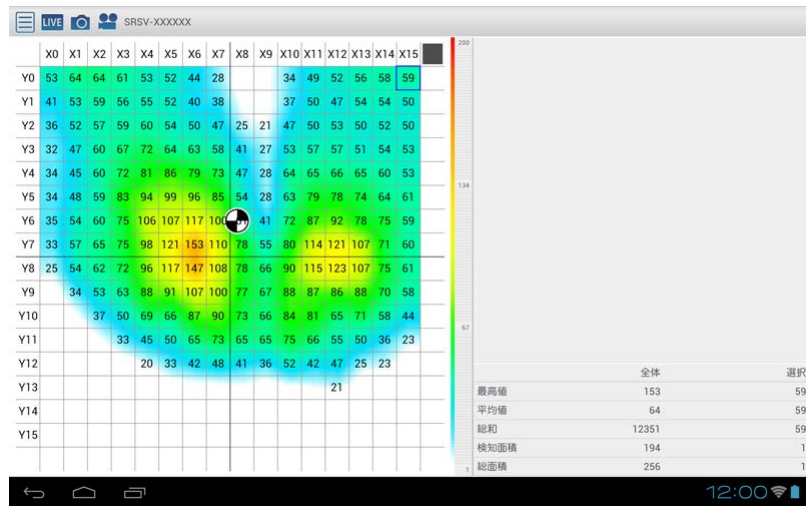 LIVE SRSV-XXXXXX
X0 X1 X2 X3 X4 X5 X6 X7 X8 X9 X10 X11 X12 X13 X14 X15
Y0 53 64 64 61 53 52 44 28 34 49 52 56 58 59
Y1 41 53 59 56 55 52 40 38 37 50 47 54 54 50
Y2 36 52 57 59 60 54 50 47 25 21 47 50 53 50 52 50
Y3 32 47 60 67 72 64 63 58 41 27 53 57 57 51 54 53
Y4 34 45 60 72 81 86 79 73 47 28 64 65 66 65 60 53
Y5 34 48 59 83 94 99 96 85 54 28 63 79 78 74 64 61
Y6 35 54 60 75 106 107 117 100 41 72 87 92 78 75 59
Y7 33 57 65 75 98 121 153 110 78 55 80 114 121 107 71 60
Y8 25 54 62 72 96 117 147 108 78 66 90 115 123 107 75 61
Y9 34 53 63 88 91 107 100 77 67 88 87 86 88 70 58
Y10 37 50 69 66 87 90 73 66 84 81 65 71 58 44
Y11 33 45 50 65 73 65 65 75 66 55 50 36 23
Y12 20 33 42 48 41 36 52 42 47 25 23
Y13 21
Y14
Y15
200
134
67
1
全体 選択
最高値 153 59
平均値 64 59
総和 12351 59
検知面積 194 1
総面積 256 1
12:00